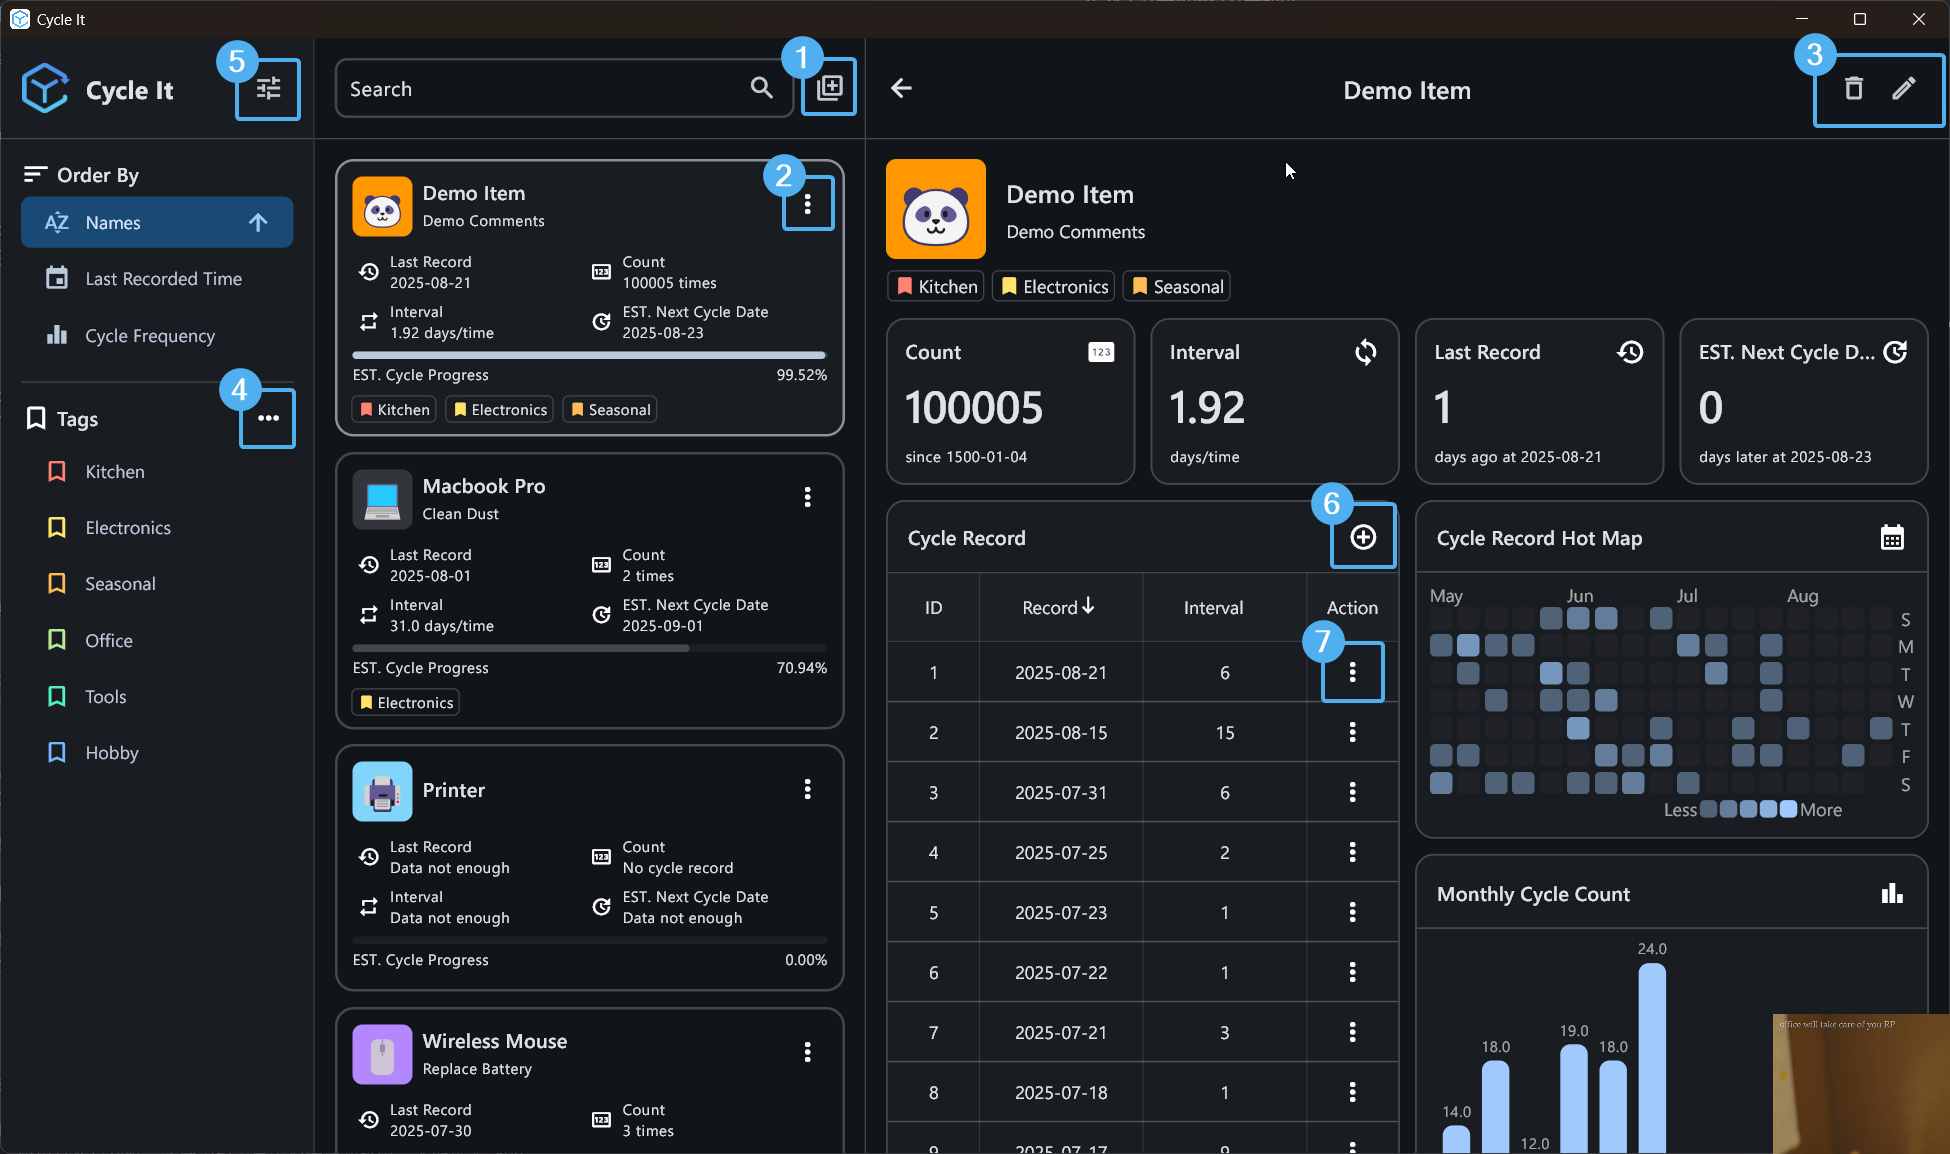 Cycle It
5
Cycle It
Search
1
Demo Item
3
Order By
Names
Last Recorded Time
Cycle Frequency
4
Tags
Kitchen
Electronics
Seasonal
Office
Tools
Hobby
2
Demo Item
Demo Comments
Last Record
2025-08-21
Count
100005 times
Interval
1.92 days/time
EST. Next Cycle Date
2025-08-23
EST. Cycle Progress 99.52%
Kitchen Electronics Seasonal
Macbook Pro
Clean Dust
Last Record
2025-08-01
Count
2 times
Interval
31.0 days/time
EST. Next Cycle Date
2025-09-01
EST. Cycle Progress 70.94%
Electronics
Printer
Last Record
Data not enough
Count
No cycle record
Interval
Data not enough
EST. Next Cycle Date
Data not enough
EST. Cycle Progress 0.00%
Wireless Mouse
Replace Battery
Last Record
2025-07-30
Count
3 times
Demo Item
Demo Comments
Kitchen Electronics Seasonal
Count 123
100005
since 1500-01-04
Interval
1.92
days/time
Last Record
1
days ago at 2025-08-21
EST. Next Cycle D...
0
days later at 2025-08-23
Cycle Record
6
ID Record Interval Action
7
1 2025-08-21 6
2 2025-08-15 15
3 2025-07-31 6
4 2025-07-25 2
5 2025-07-23 1
6 2025-07-22 1
7 2025-07-21 3
8 2025-07-18 1
9 2025-07-17 9
Cycle Record Hot Map
May Jun Jul Aug
S
M
T
W
T
F
S
Less More
Monthly Cycle Count
14.0
18.0
12.0
19.0
18.0
24.0
office will take care of you RP